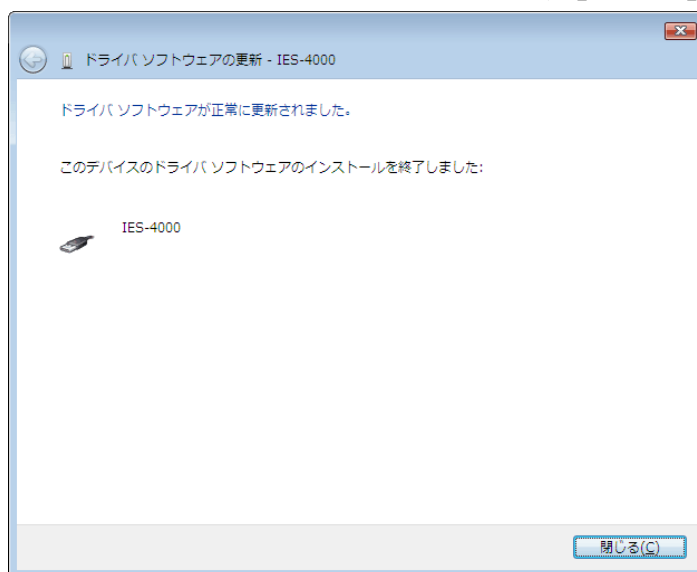 ドライバ ソフトウェアの更新 - IES-4000
ドライバ ソフトウェアが正常に更新されました。
このデバイスのドライバ ソフトウェアのインストールを終了しました:
IES-4000
閉じる(C)